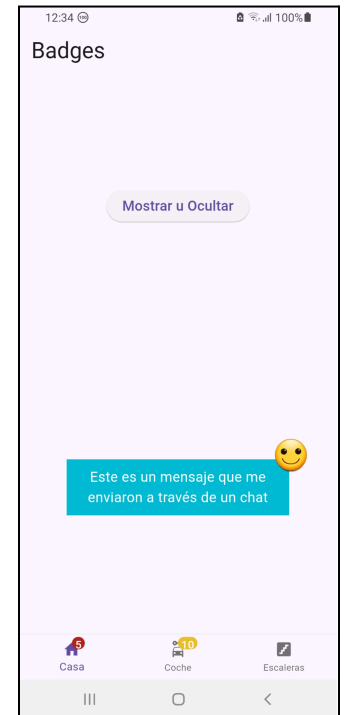 12:34
100%
Badges
Mostrar u Ocultar
Este es un mensaje que me
enviaron a través de un chat
5
10
Casa
Coche
Escaleras